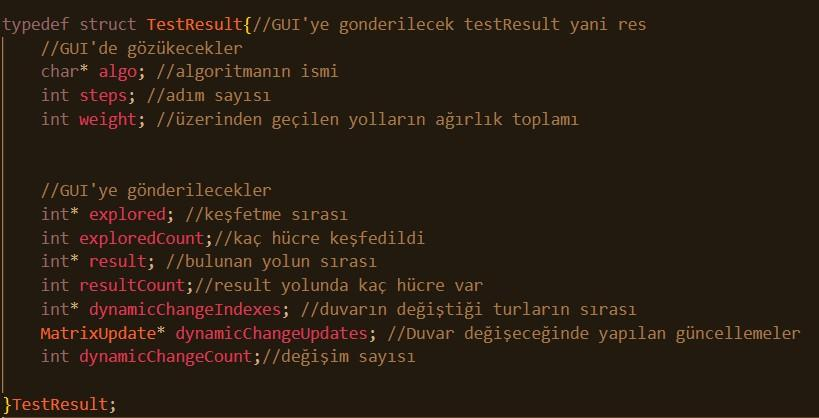 typedef struct TestResult{//GUI'ye gonderilecek testResult yani res
//GUI'de gözükecekler
char* algo; //algoritmanın ismi
int steps; //adım sayısı
int weight; //üzerinden geçilen yolların ağırlık toplamı
//GUI'ye gönderilecekler
int* explored; //keşfetme sırası
int exploredCount;//kaç hücre keşfedildi
int* result; //bulunan yolun sırası
int resultCount;//result yolunda kaç hücre var
int* dynamicChangeIndexes; //duvarın değiştiği turların sırası
MatrixUpdate* dynamicChangeUpdates; //Duvar değişeceğinde yapılan güncellemeler
int dynamicChangeCount;//değişim sayısı
}TestResult;